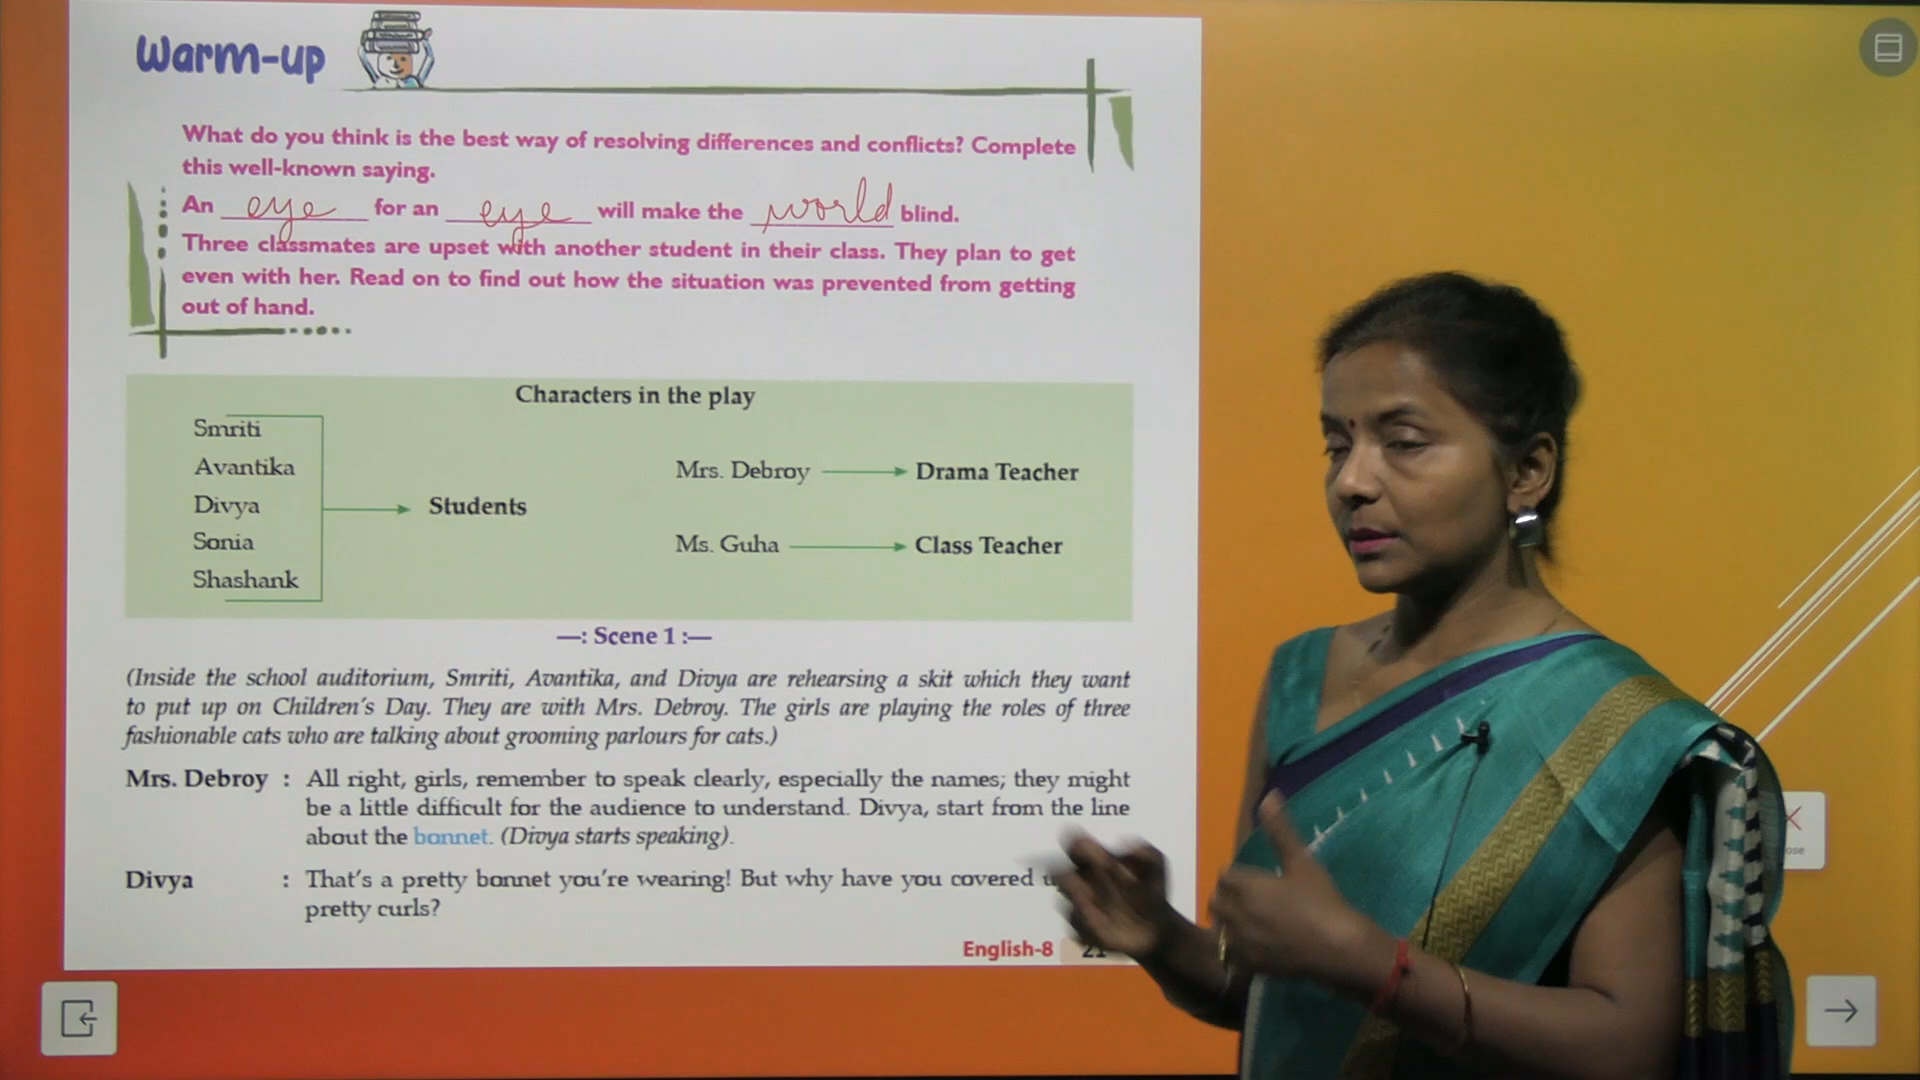 Warm-up
What do you think is the best way of resolving differences and conflicts? Complete
this well-known saying.
An eye for an eye will make the world blind.
Three classmates are upset with another student in their class. They plan to get
even with her. Read on to find out how the situation was prevented from getting
out of hand.
Characters in the play
Smriti
Avantika
Divya
Sonia
Shashank
Students
Mrs. Debroy Drama Teacher
Ms. Guha Class Teacher
—: Scene 1 :—
(Inside the school auditorium, Smriti, Avantika, and Divya are rehearsing a skit which they want
to put up on Children's Day. They are with Mrs. Debroy. The girls are playing the roles of three
fashionable cats who are talking about grooming parlours for cats.)
Mrs. Debroy : All right, girls, remember to speak clearly, especially the names; they might
be a little difficult for the audience to understand. Divya, start from the line
about the bonnet. (Divya starts speaking).
Divya : That's a pretty bonnet you're wearing! But why have you covered
pretty curls?
English-8 21